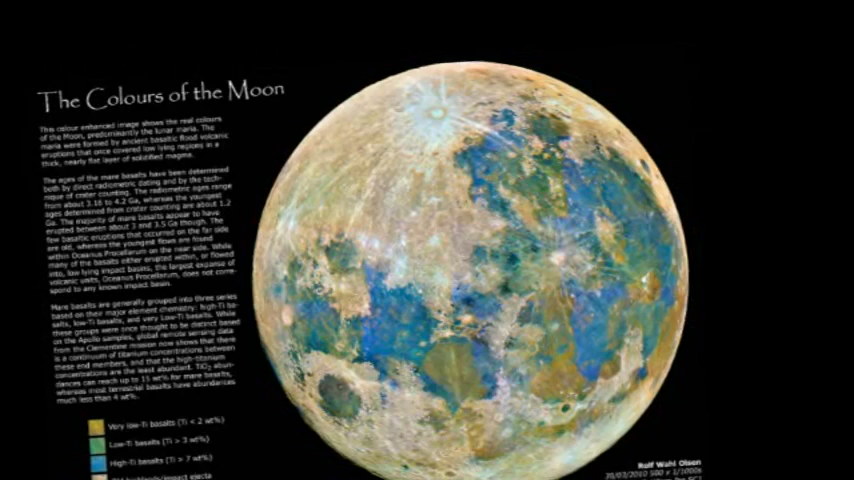 The Colours of the Moon
This colour enhanced image shows the real colours
of the Moon, predominantly the lunar maria. The
maria were formed by ancient basaltic flood volcanic
eruptions that once covered low lying regions in a
thick, nearly flat layer of solidified magma.
The ages of the mare basalts have been determined
both by direct radiometric dating and by the tech-
nique of crater counting. The radiometric ages range
from about 3.16 to 4.2 Ga, whereas the youngest
ages determined from crater counting are about 1.2
Ga. The majority of mare basalts appear to have
erupted between about 3 and 3.5 Ga though. The
few basaltic eruptions that occurred on the far side
are old, whereas the youngest flows are found
within Oceanus Procellarum on the near side. While
many of the basalts either erupted within, or flowed
into, low lying impact basins, the largest expanse of
volcanic units, Oceanus Procellarum, does not corre-
spond to any known impact basin.
Mare basalts are generally grouped into three series
based on their major element chemistry: high-Ti ba-
salts, low-Ti basalts, and very Low-Ti basalts. While
these groups were once thought to be distinct based
on the Apollo samples, global remote sensing data
from the Clementine mission now shows that there
is a continuum of titanium concentrations between
these end members, and that the high-titanium
concentrations are the least abundant. TiO₂ abun-
dances can reach up to 15 wt% for mare basalts,
whereas most terrestrial basalts have abundances
much less than 4 wt%.
Very low-Ti basalts (Ti < 2 wt%)
Low-Ti basalts (Ti > 3 wt%)
High-Ti basalts (Ti > 7 wt%)
highlands/impact ejecta
Rolf Wahl Olsen
30/03/2010 500 x 1/1000s